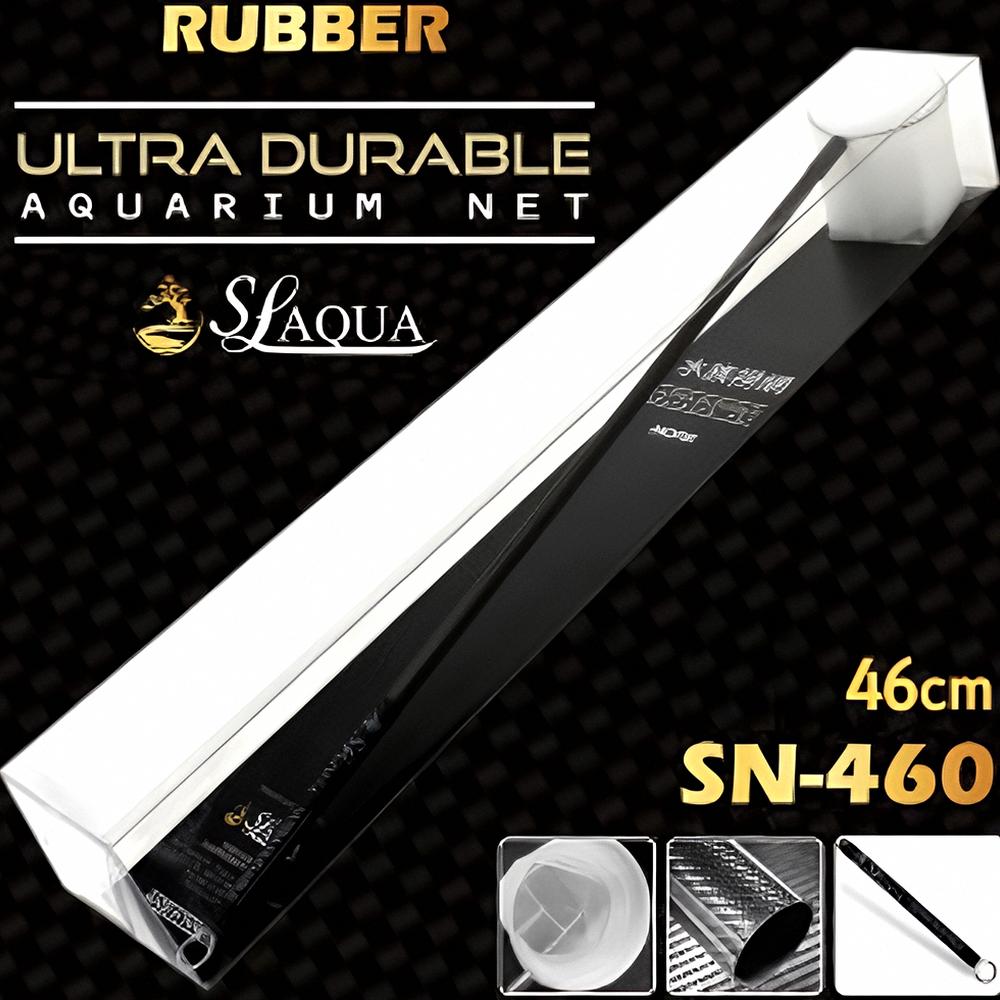 RUBBER
ULTRA DURABLE
AQUARIUM NET
SLAQUA
46cm
SN-460